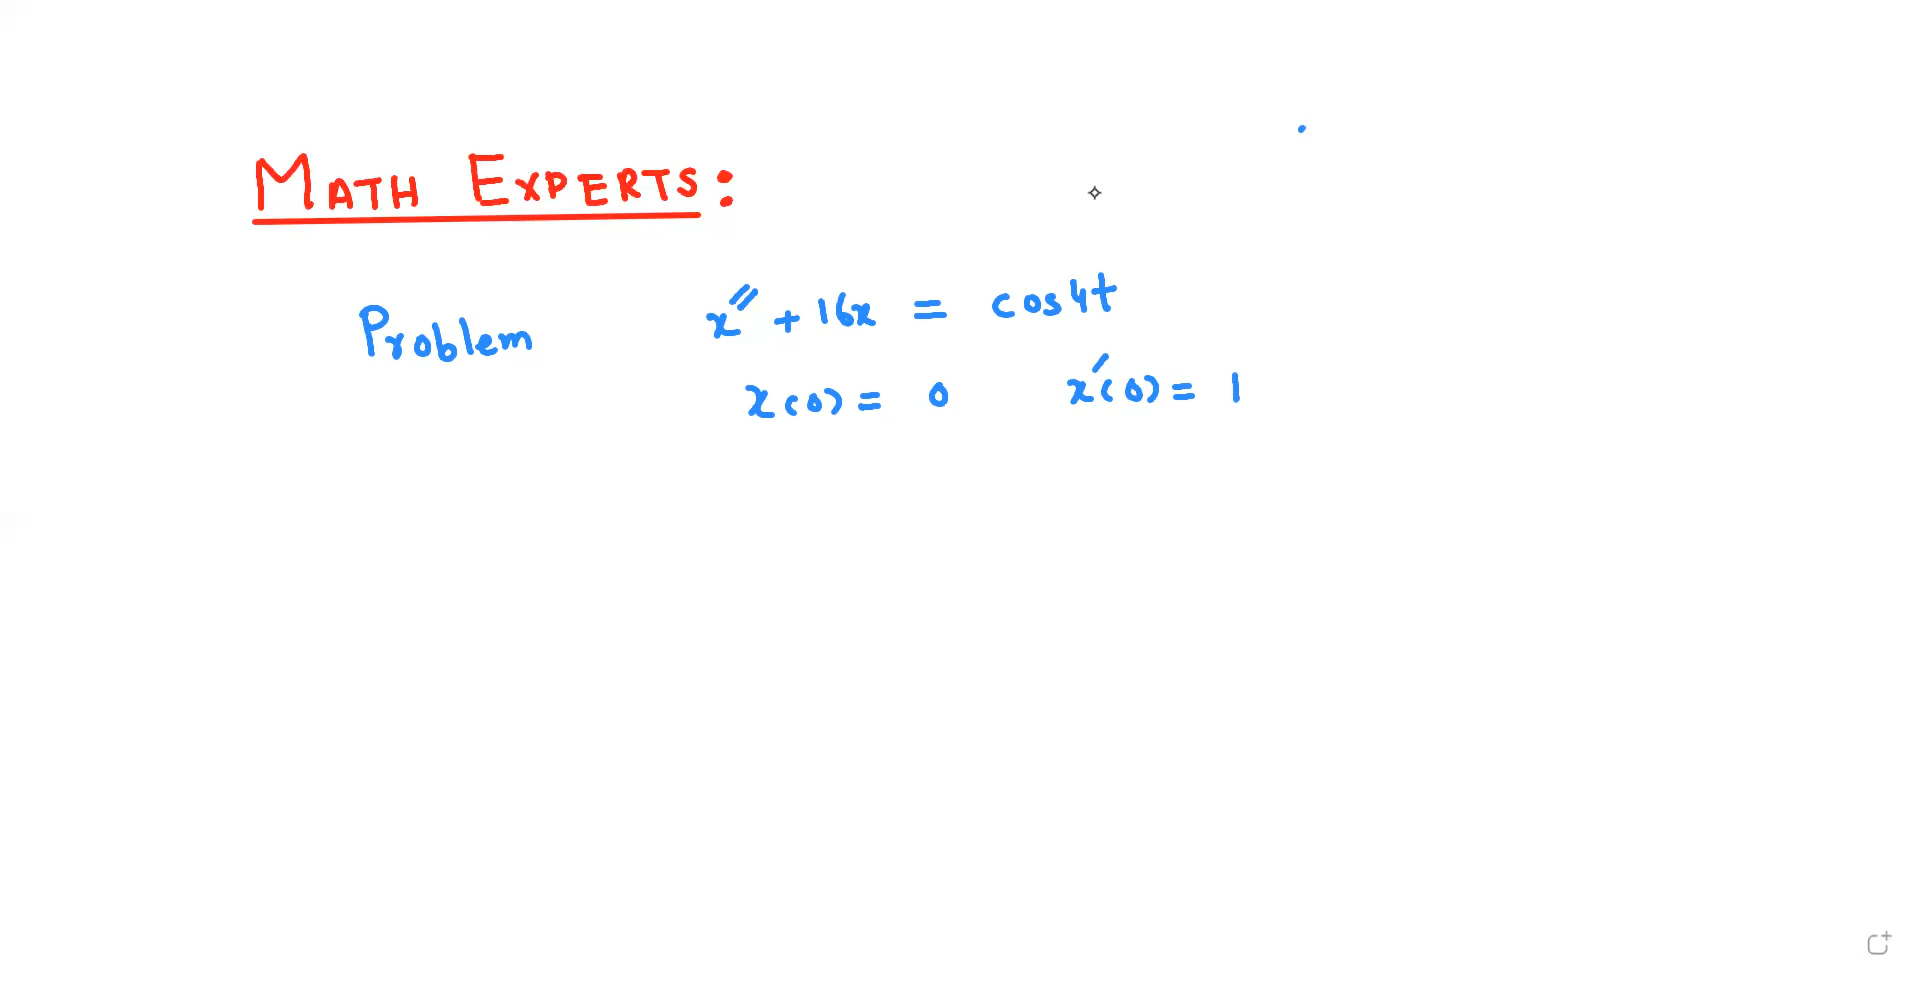 MATH EXPERTS:
Problem x'' + 16x = cos4t
x(0) = 0 x'(0) = 1